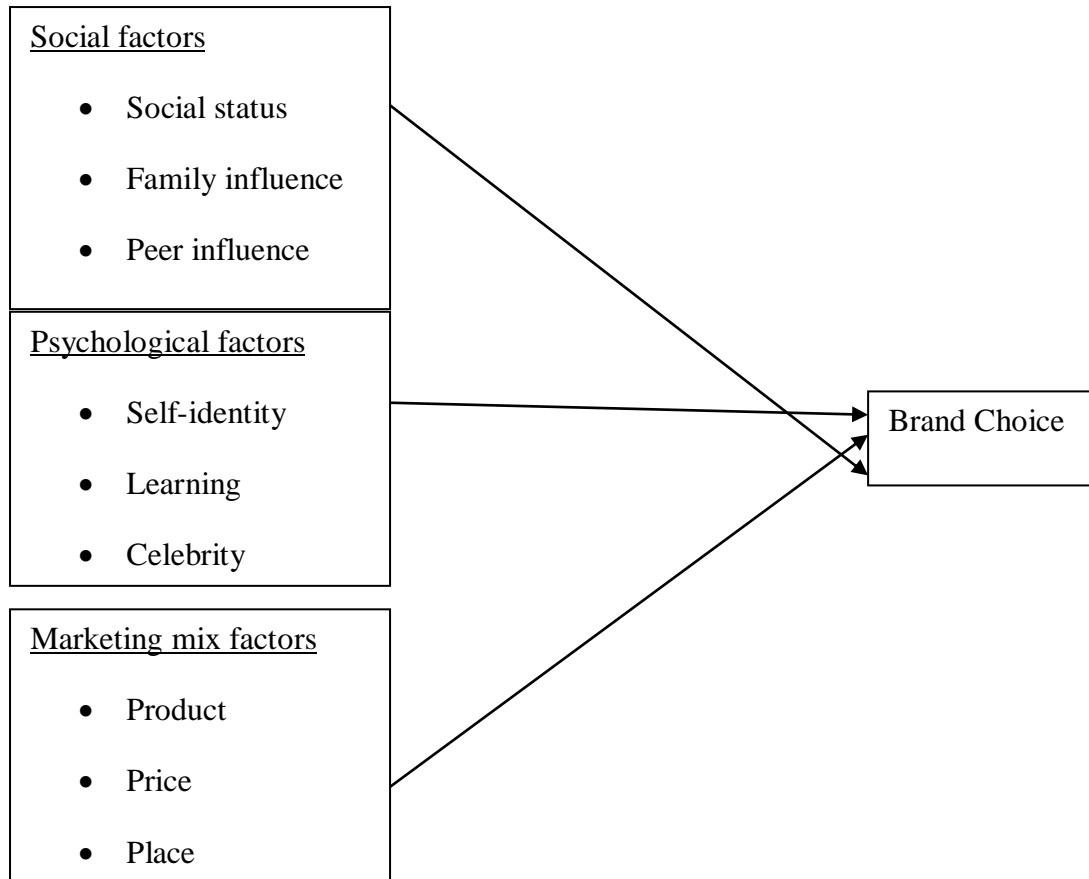 Social factors
• Social status
• Family influence
• Peer influence
Psychological factors
• Self-identity
• Learning
• Celebrity
Marketing mix factors
• Product
• Price
• Place
Brand Choice